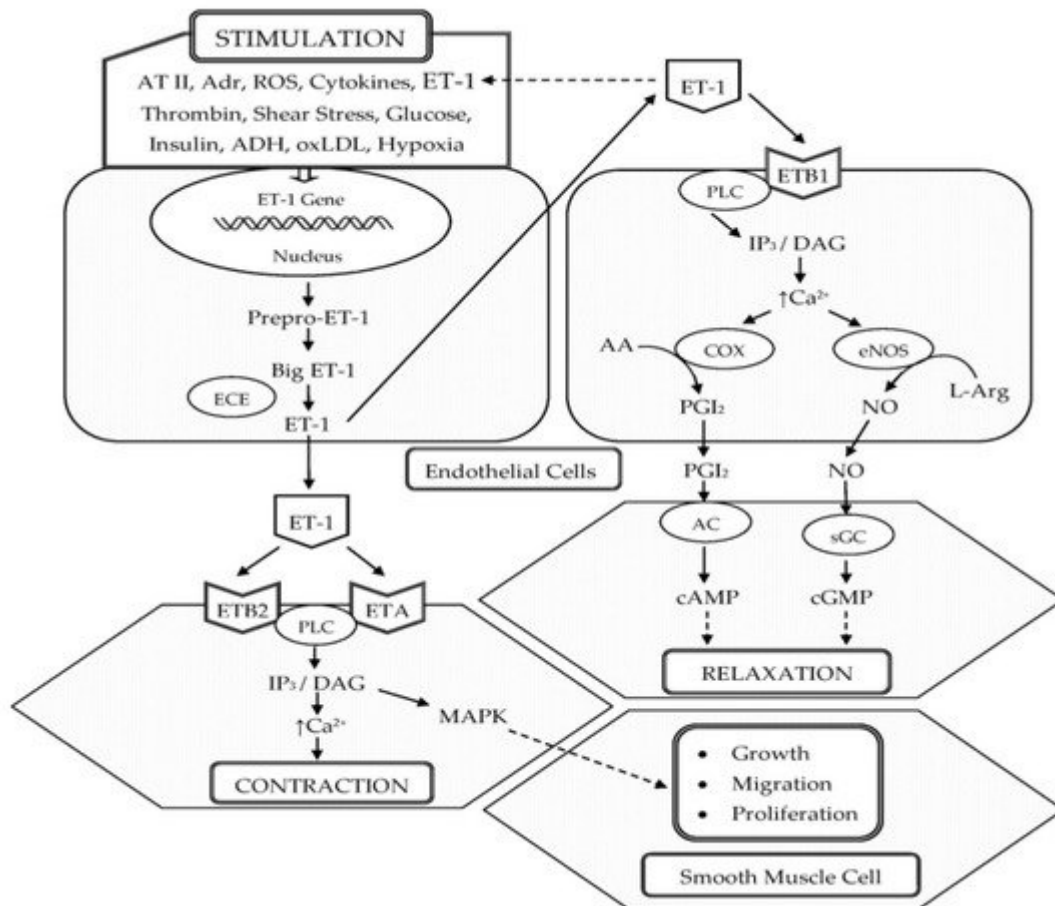 STIMULATION
AT II, Adr, ROS, Cytokines, ET-1
Thrombin, Shear Stress, Glucose,
Insulin, ADH, oxLDL, Hypoxia
ET-1 Gene
Nucleus
Prepro-ET-1
Big ET-1
ECE
ET-1
ET-1
ETB1
PLC
IP₃ / DAG
↑Ca²⁺
AA
COX
eNOS
L-Arg
PGI₂
NO
Endothelial Cells
PGI₂
NO
AC
sGC
cAMP
cGMP
RELAXATION
ET-1
ETB2
ETA
PLC
IP₃ / DAG
MAPK
↑Ca²⁺
CONTRACTION
• Growth
• Migration
• Proliferation
Smooth Muscle Cell